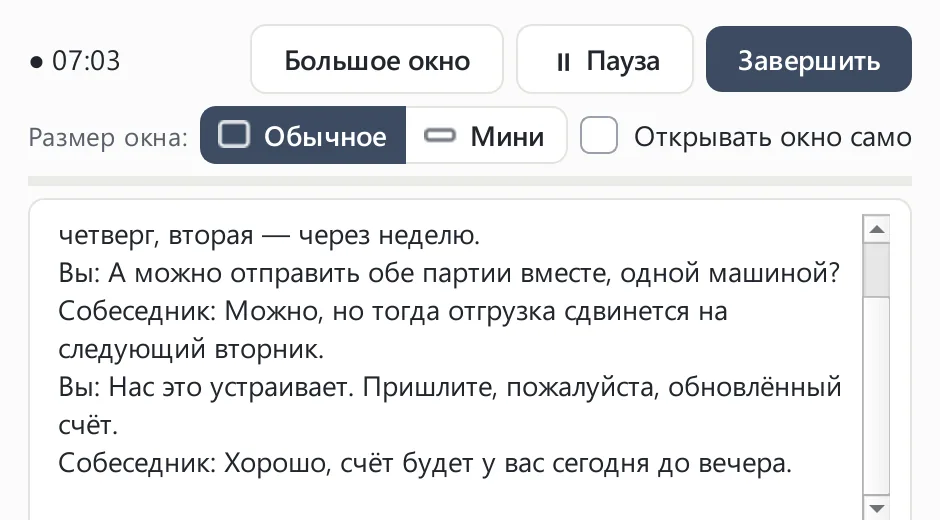 ● 07:03 Большое окно Пауза Завершить
Размер окна: Обычное Мини Открывать окно само
четверг, вторая — через неделю.
Вы: А можно отправить обе партии вместе, одной машиной?
Собеседник: Можно, но тогда отгрузка сдвинется на
следующий вторник.
Вы: Нас это устраивает. Пришлите, пожалуйста, обновлённый
счёт.
Собеседник: Хорошо, счёт будет у вас сегодня до вечера.